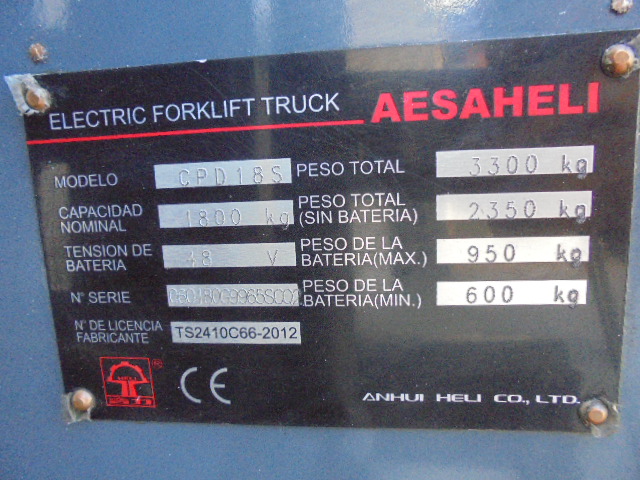 ELECTRIC FORKLIFT TRUCK AESAHELI
MODELO CPD18S PESO TOTAL 3300 kg
CAPACIDAD NOMINAL 1800 kg PESO TOTAL (SIN BATERIA) 2350 kg
TENSION DE BATERIA 48 V PESO DE LA BATERIA(MAX.) 950 kg
Nº SERIE PESO DE LA BATERIA(MIN.) 600 kg
Nº DE LICENCIA FABRICANTE TS2410C66-2012
CE ANHUI HELI CO., LTD.